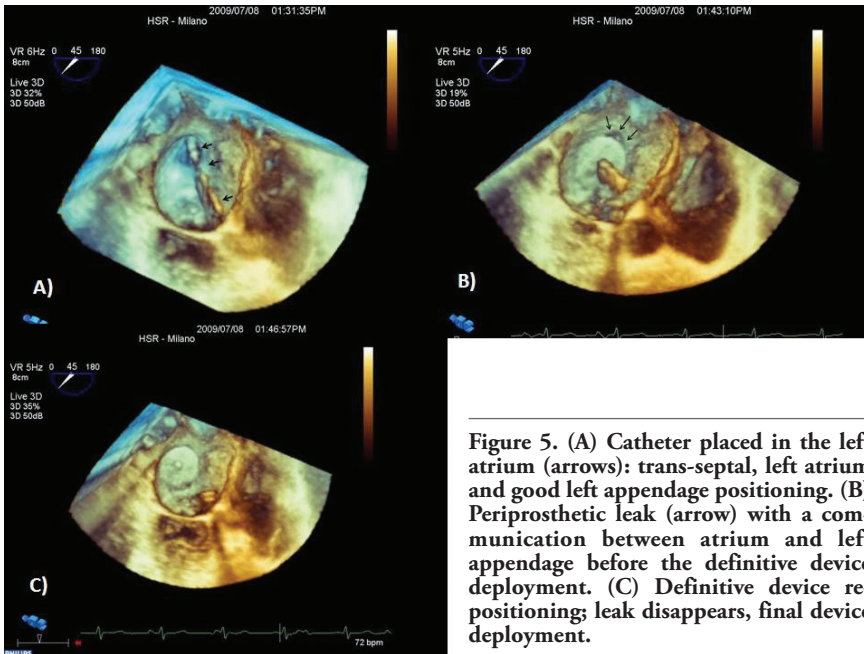 2009/07/08 01:31:35PM
HSR - Milano
VR 6Hz
8cm
0 45 180
Live 3D
3D 32%
3D 50dB
A)
2009/07/08 01:43:10PM
HSR - Milano
VR 5Hz
8cm
0 45 180
Live 3D
3D 19%
3D 50dB
B)
2009/07/08 01:46:57PM
HSR - Milano
VR 5Hz
8cm
0 45 180
Live 3D
3D 35%
3D 50dB
C)
72 bpm
Figure 5. (A) Catheter placed in the left
atrium (arrows): trans-septal, left atrium
and good left appendage positioning. (B)
Periprosthetic leak (arrow) with a com-
munication between atrium and left
appendage before the definitive device
deployment. (C) Definitive device re-
positioning; leak disappears, final device
deployment.